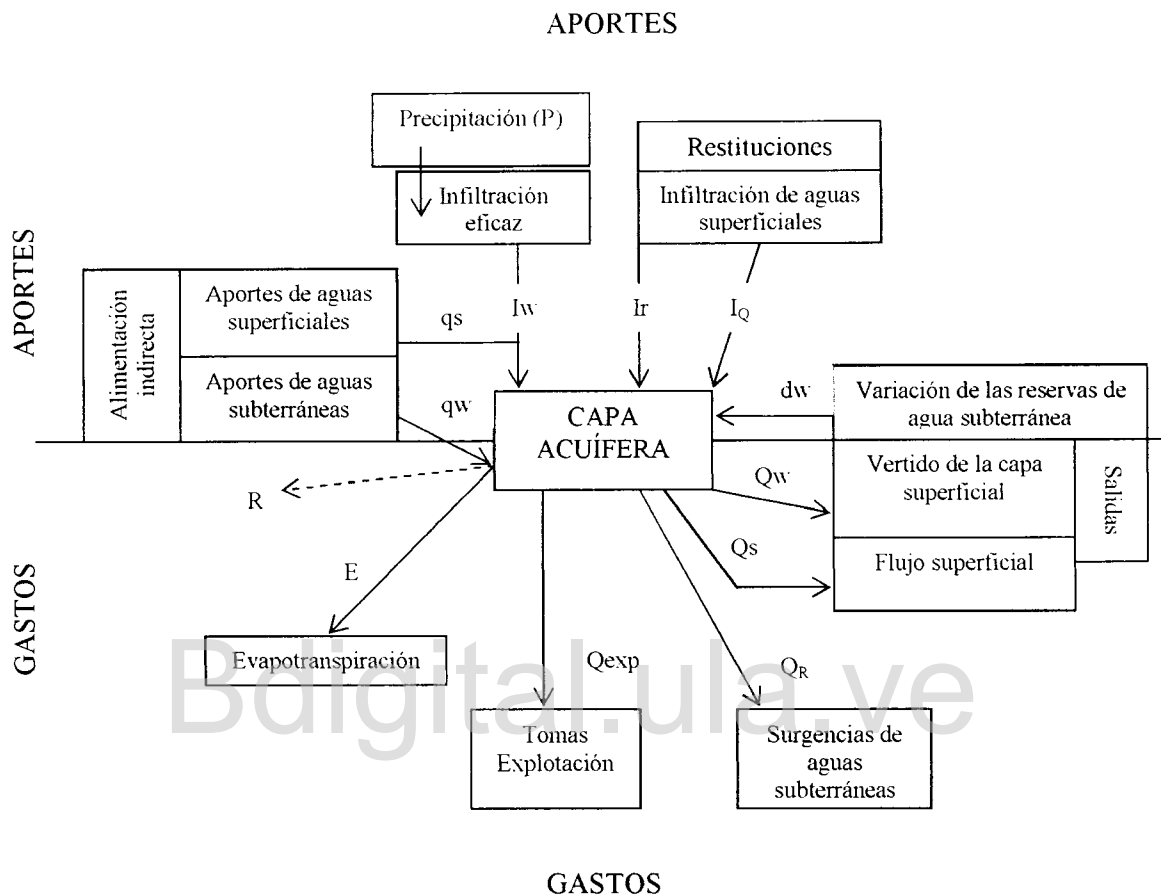 APORTES
Precipitación (P)
Infiltración
eficaz
Restituciones
Infiltración de aguas
superficiales
APORTES
Alimentación
indirecta
Aportes de aguas
superficiales
Aportes de aguas
subterráneas
qs
Iw
Ir
IQ
qw
dw
CAPA
ACUÍFERA
Variación de las reservas de
agua subterránea
Vertido de la capa
superficial
Flujo superficial
Salidas
Qw
Qs
R
E
GASTOS
Evapotranspiración
Qexp
QR
Bdigital.ula.ve
Tomas
Explotación
Surgencias de
aguas
subterráneas
GASTOS